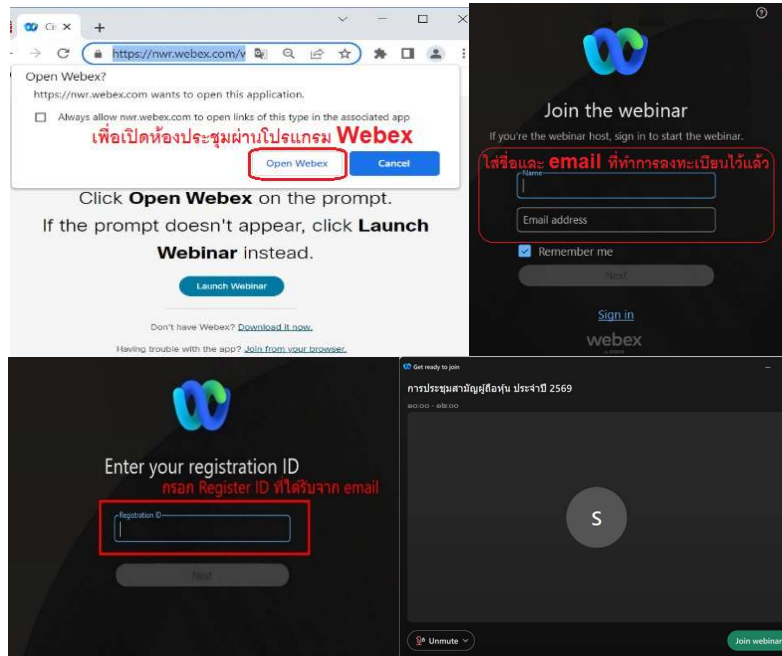 Ci
https://nwr.webex.com/v
Open Webex?
https://nwr.webex.com wants to open this application.
Always allow nwr.webex.com to open links of this type in the associated app
เพื่อเปิดห้องประชุมผ่านโปรแกรม Webex
Open Webex
Cancel
Click Open Webex on the prompt.
If the prompt doesn't appear, click Launch
Webinar instead.
Launch Webinar
Don't have Webex? Download it now.
Having trouble with the app? Join from your browser.
Join the webinar
If you're the webinar host, sign in to start the webinar.
ใส่ชื่อและ email ที่ทำการลงทะเบียนไว้แล้ว
Name
Email address
Remember me
Next
Sign in
webex
Enter your registration ID
กรอก Register ID ที่ได้รับจาก email
Registration ID
Next
Get ready to join
การประชุมสามัญผู้ถือหุ้น ประจำปี 2569
๑๐:๐๐ - ๑๒:๐๐
S
Unmute
Join webinar